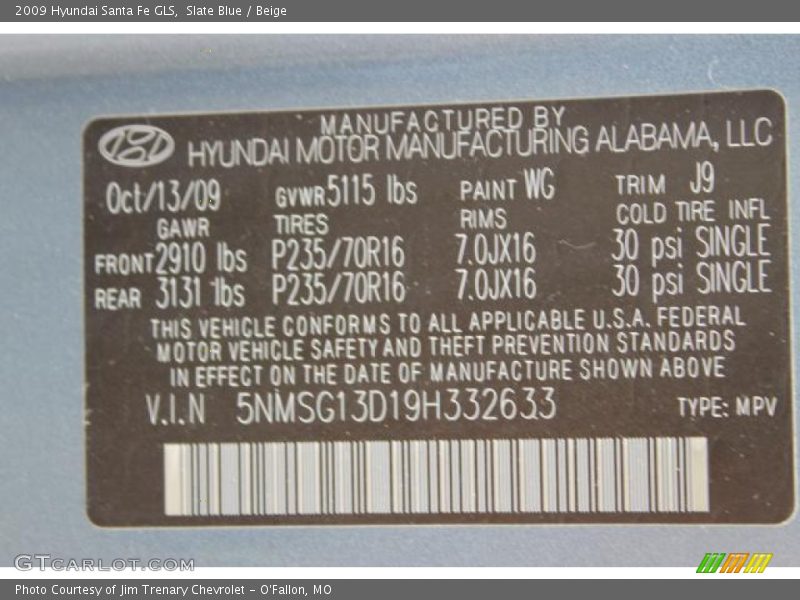 2009 Hyundai Santa Fe GLS, Slate Blue / Beige
MANUFACTURED BY
HYUNDAI MOTOR MANUFACTURING ALABAMA, LLC
Oct/13/09 GVWR 5115 lbs PAINT WG TRIM J9
GAWR TIRES RIMS COLD TIRE INFL
FRONT 2910 lbs P235/70R16 7.0JX16 30 psi SINGLE
REAR 3131 lbs P235/70R16 7.0JX16 30 psi SINGLE
THIS VEHICLE CONFORMS TO ALL APPLICABLE U.S.A. FEDERAL
MOTOR VEHICLE SAFETY AND THEFT PREVENTION STANDARDS
IN EFFECT ON THE DATE OF MANUFACTURE SHOWN ABOVE
V.I.N 5NMSG13D19H332633 TYPE: MPV
GTCARLOT.COM
Photo Courtesy of Jim Trenary Chevrolet - O'Fallon, MO